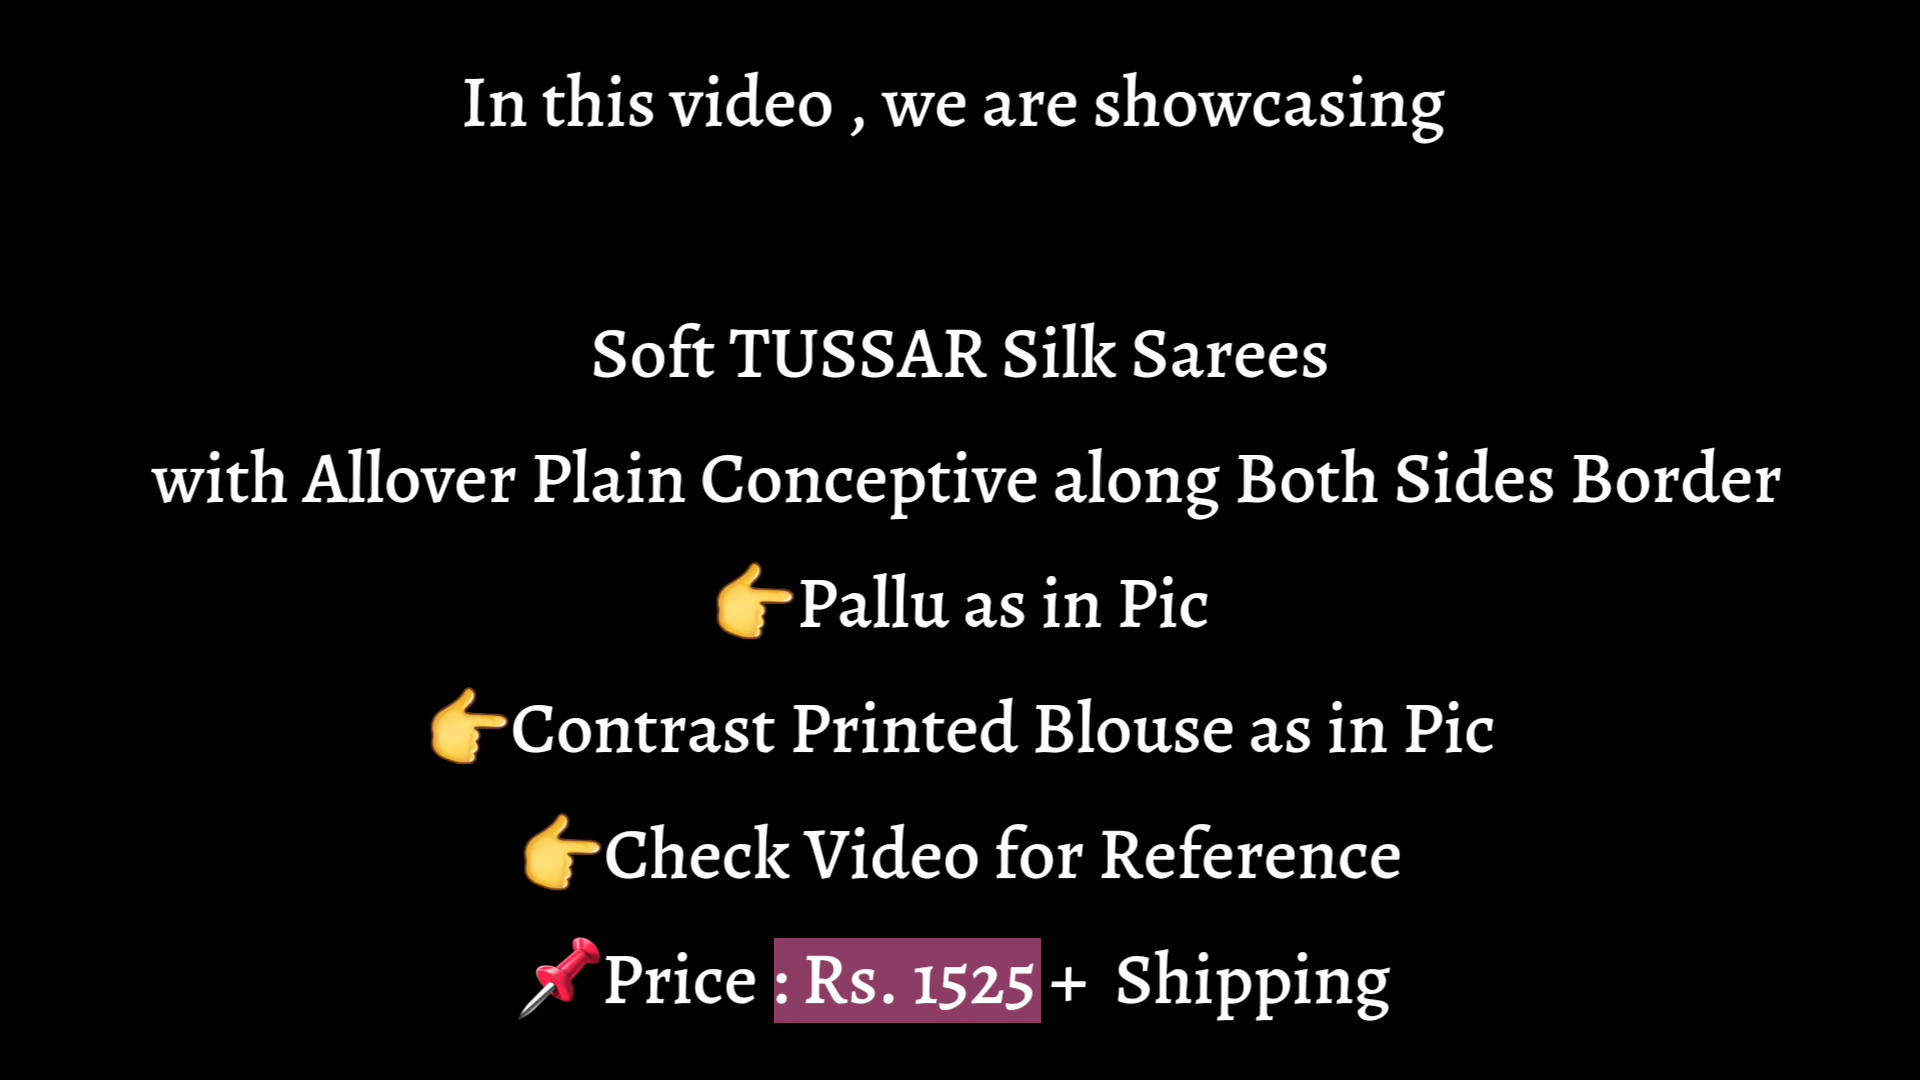 In this video , we are showcasing
Soft TUSSAR Silk Sarees
with Allover Plain Conceptive along Both Sides Border
👉Pallu as in Pic
👉Contrast Printed Blouse as in Pic
👉Check Video for Reference
📌Price : Rs. 1525 + Shipping